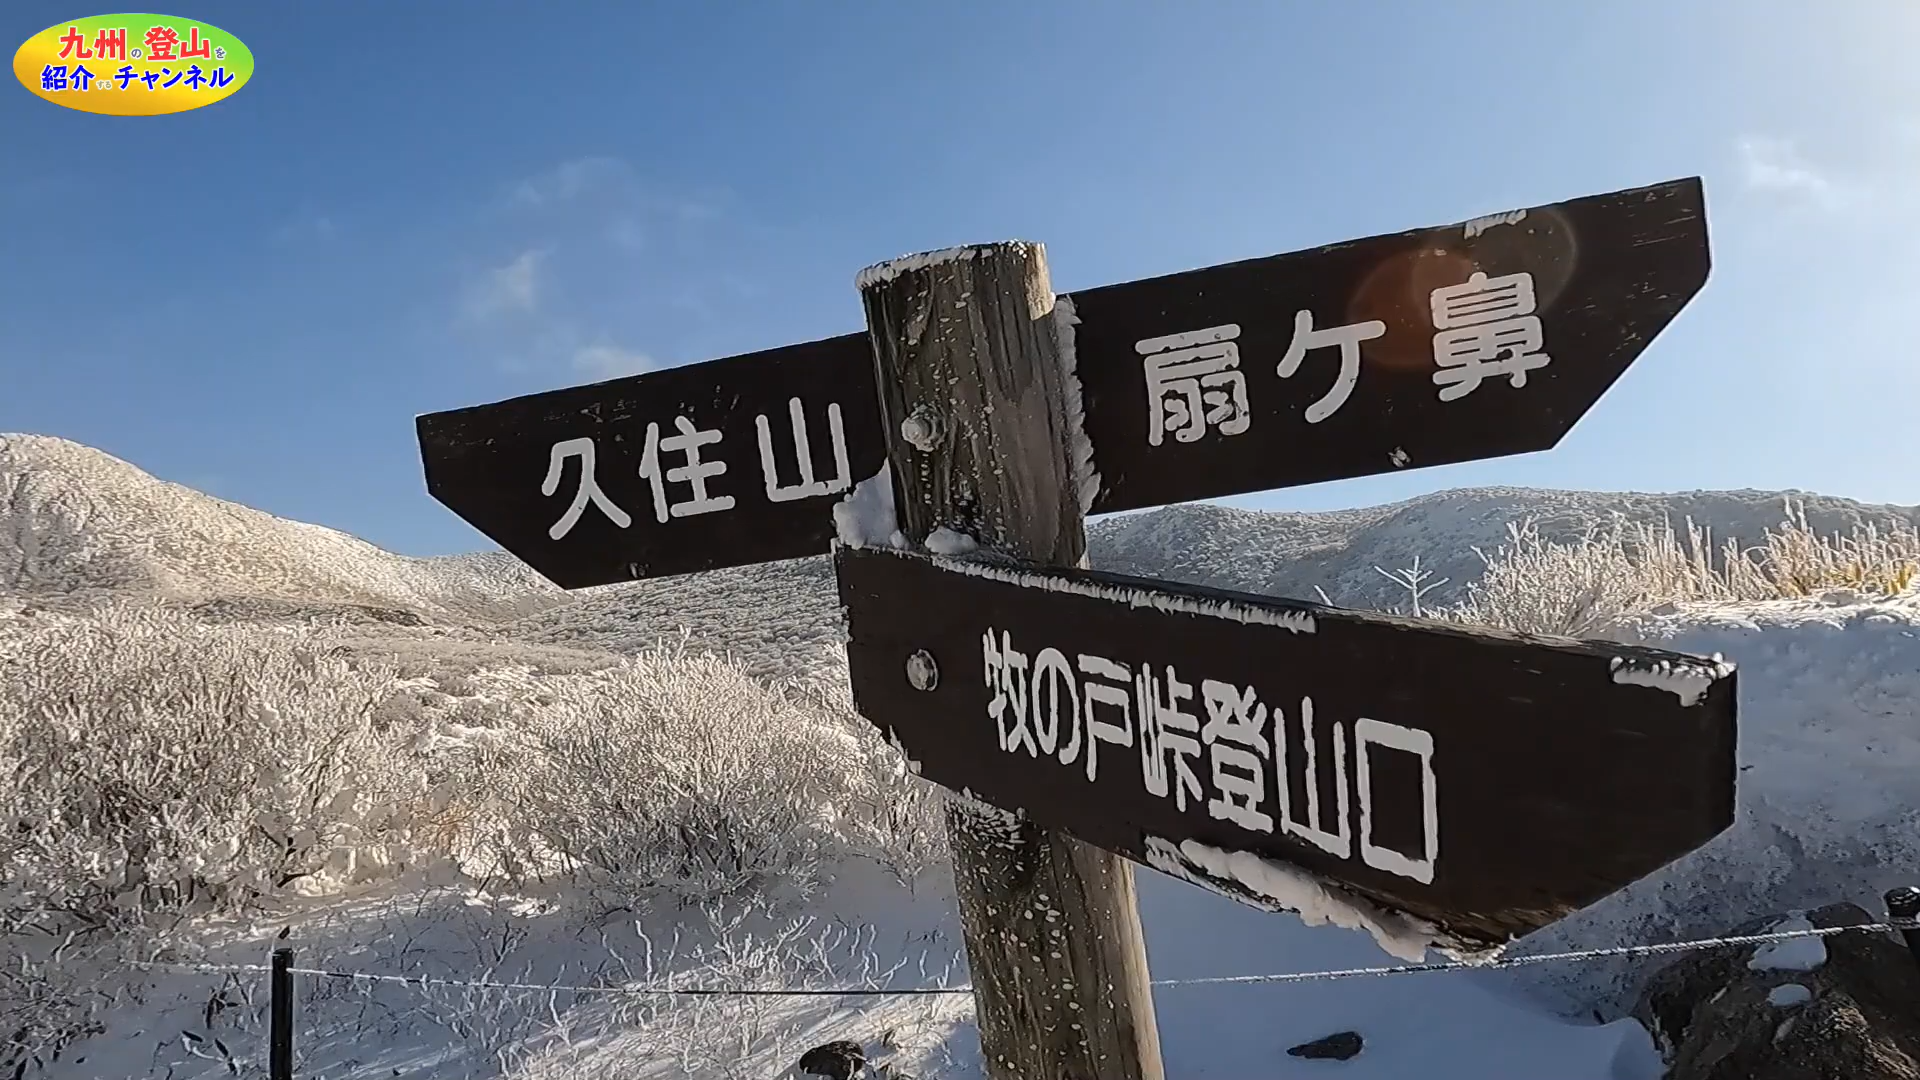 九州の登山を
紹介するチャンネル
久住山
扇ヶ鼻
牧の戸峠登山口